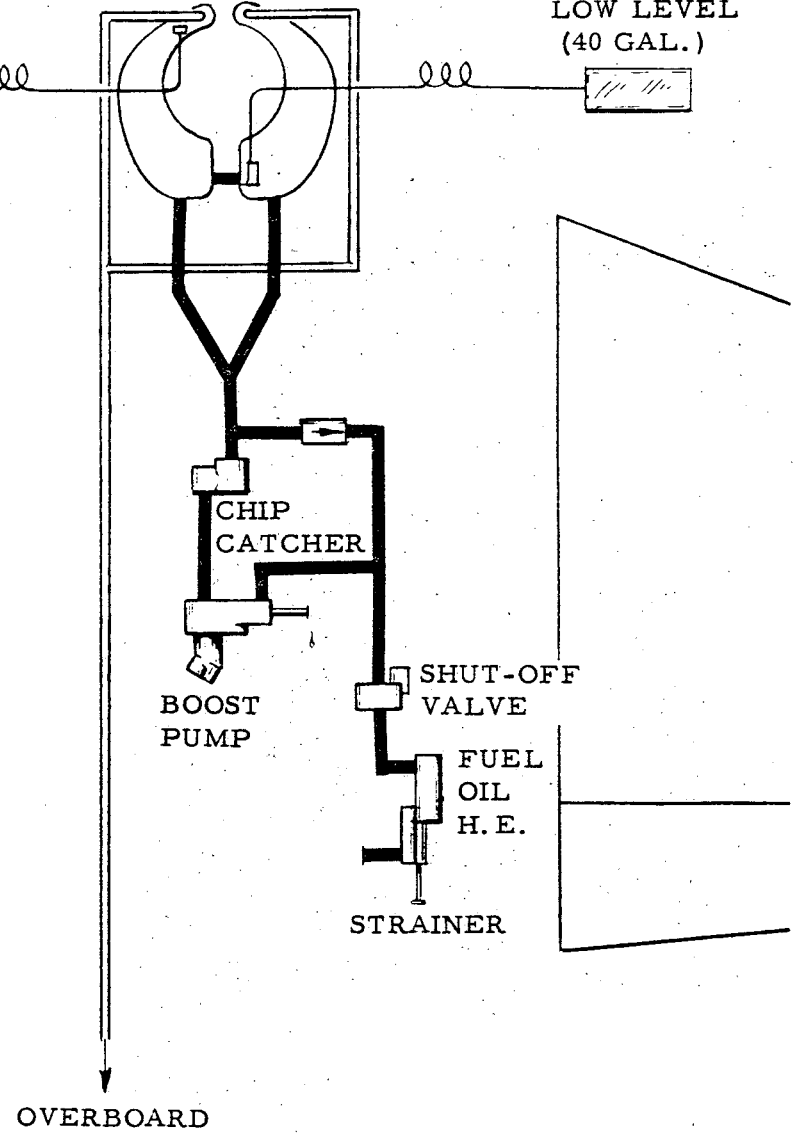 LOW LEVEL
(40 GAL.)
CHIP
CATCHER
SHUT-OFF
VALVE
BOOST
PUMP
FUEL
OIL
H. E.
STRAINER
OVERBOARD